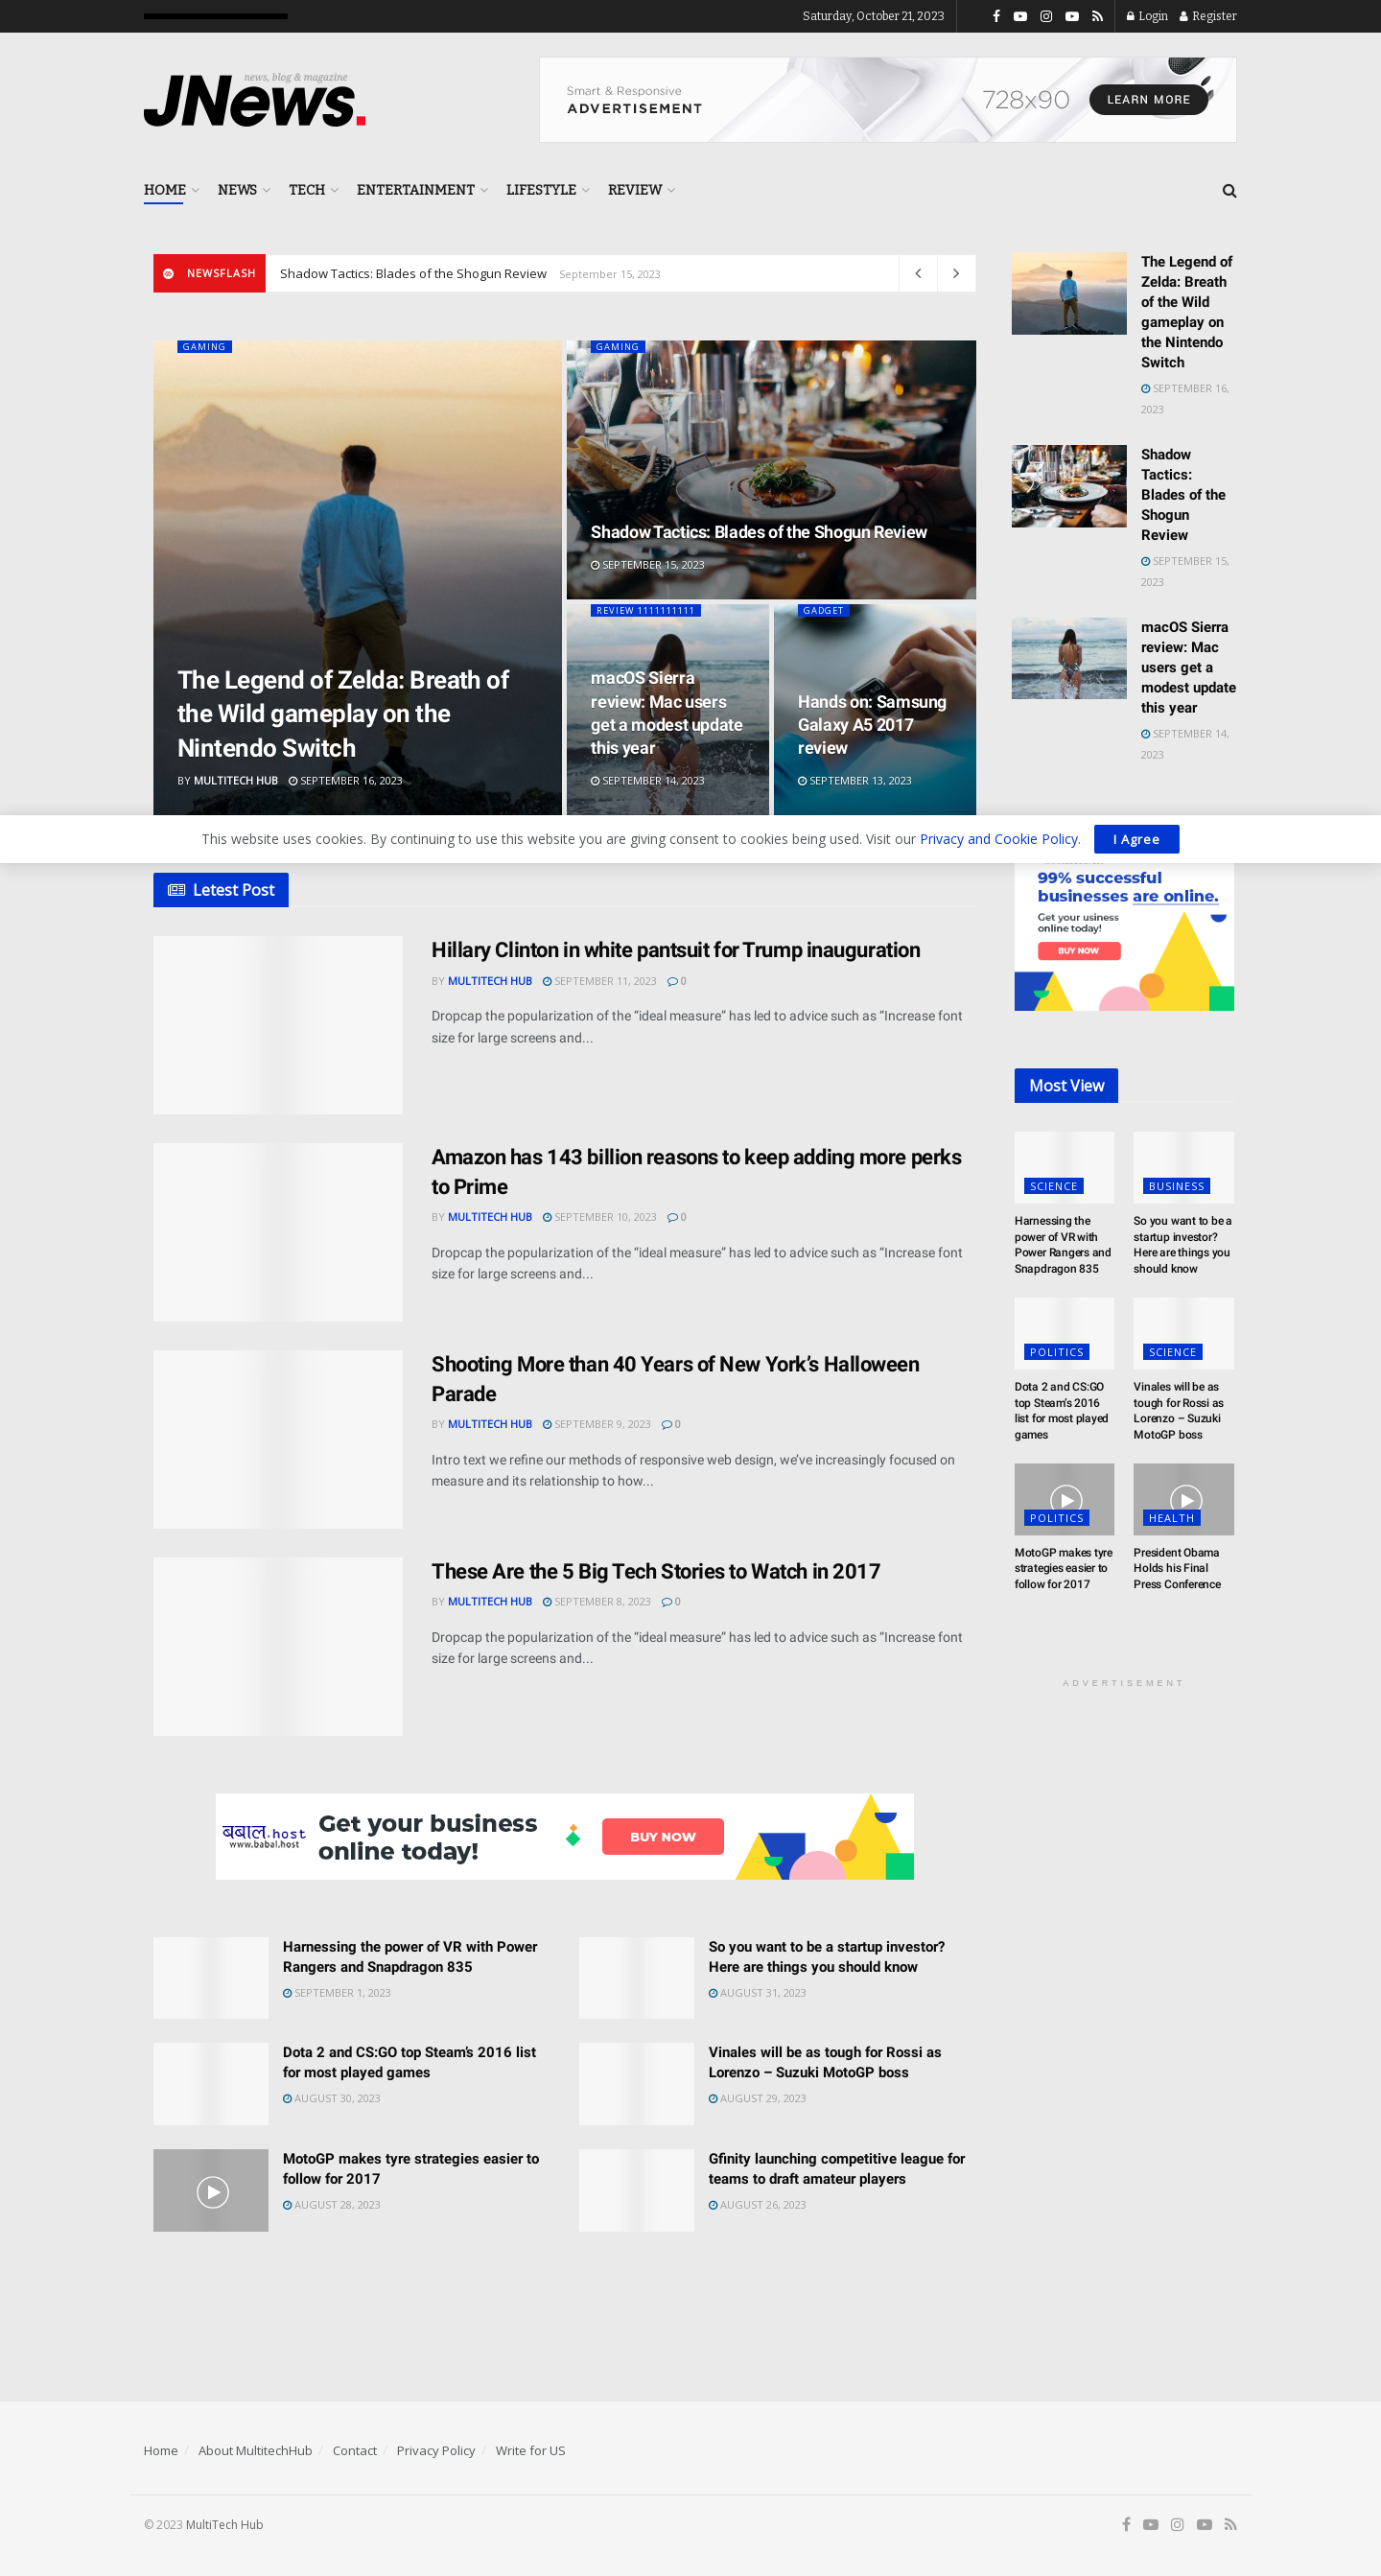 Saturday, October 21, 2023
Login
Register
news, blog & magazine
JNews.
Smart & Responsive
ADVERTISEMENT
728x90
LEARN MORE
HOME
NEWS
TECH
ENTERTAINMENT
LIFESTYLE
REVIEW
NEWSFLASH
Shadow Tactics: Blades of the Shogun Review
September 15, 2023
GAMING
The Legend of Zelda: Breath of
the Wild gameplay on the
Nintendo Switch
BY MULTITECH HUB SEPTEMBER 16, 2023
GAMING
Shadow Tactics: Blades of the Shogun Review
SEPTEMBER 15, 2023
REVIEW 1111111111
macOS Sierra
review: Mac users
get a modest update
this year
SEPTEMBER 14, 2023
GADGET
Hands on: Samsung
Galaxy A5 2017
review
SEPTEMBER 13, 2023
The Legend of
Zelda: Breath
of the Wild
gameplay on
the Nintendo
Switch
SEPTEMBER 16,
2023
Shadow
Tactics:
Blades of the
Shogun
Review
SEPTEMBER 15,
2023
macOS Sierra
review: Mac
users get a
modest update
this year
SEPTEMBER 14,
2023
This website uses cookies. By continuing to use this website you are giving consent to cookies being used. Visit our Privacy and Cookie Policy.
I Agree
Letest Post
Hillary Clinton in white pantsuit for Trump inauguration
BY MULTITECH HUB SEPTEMBER 11, 2023 0
Dropcap the popularization of the “ideal measure” has led to advice such as “Increase font
size for large screens and...
Amazon has 143 billion reasons to keep adding more perks
to Prime
BY MULTITECH HUB SEPTEMBER 10, 2023 0
Dropcap the popularization of the “ideal measure” has led to advice such as “Increase font
size for large screens and...
Shooting More than 40 Years of New York’s Halloween
Parade
BY MULTITECH HUB SEPTEMBER 9, 2023 0
Intro text we refine our methods of responsive web design, we’ve increasingly focused on
measure and its relationship to how...
These Are the 5 Big Tech Stories to Watch in 2017
BY MULTITECH HUB SEPTEMBER 8, 2023 0
Dropcap the popularization of the “ideal measure” has led to advice such as “Increase font
size for large screens and...
99% successful
businesses are online.
Get your usiness
online today!
BUY NOW
Most View
SCIENCE
Harnessing the
power of VR with
Power Rangers and
Snapdragon 835
BUSINESS
So you want to be a
startup investor?
Here are things you
should know
POLITICS
Dota 2 and CS:GO
top Steam’s 2016
list for most played
games
SCIENCE
Vinales will be as
tough for Rossi as
Lorenzo – Suzuki
MotoGP boss
POLITICS
MotoGP makes tyre
strategies easier to
follow for 2017
HEALTH
President Obama
Holds his Final
Press Conference
ADVERTISEMENT
बबाल.host
www.babal.host
Get your business
online today!
BUY NOW
Harnessing the power of VR with Power
Rangers and Snapdragon 835
SEPTEMBER 1, 2023
So you want to be a startup investor?
Here are things you should know
AUGUST 31, 2023
Dota 2 and CS:GO top Steam’s 2016 list
for most played games
AUGUST 30, 2023
Vinales will be as tough for Rossi as
Lorenzo – Suzuki MotoGP boss
AUGUST 29, 2023
MotoGP makes tyre strategies easier to
follow for 2017
AUGUST 28, 2023
Gfinity launching competitive league for
teams to draft amateur players
AUGUST 26, 2023
Home / About MultitechHub / Contact / Privacy Policy / Write for US
© 2023 MultiTech Hub